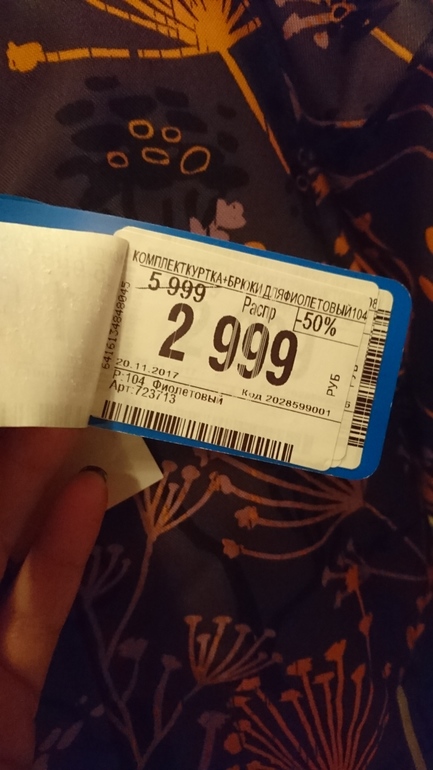 КОМПЛЕКТКУРТКА+БРЮКИ ДЛЯФИОЛЕТОВЫЙ104
5 999
Распр
-50%
2 999
РУБ
20.11.2017
Код 2028599001
Р:104 Фиолетовый
Арт:723713